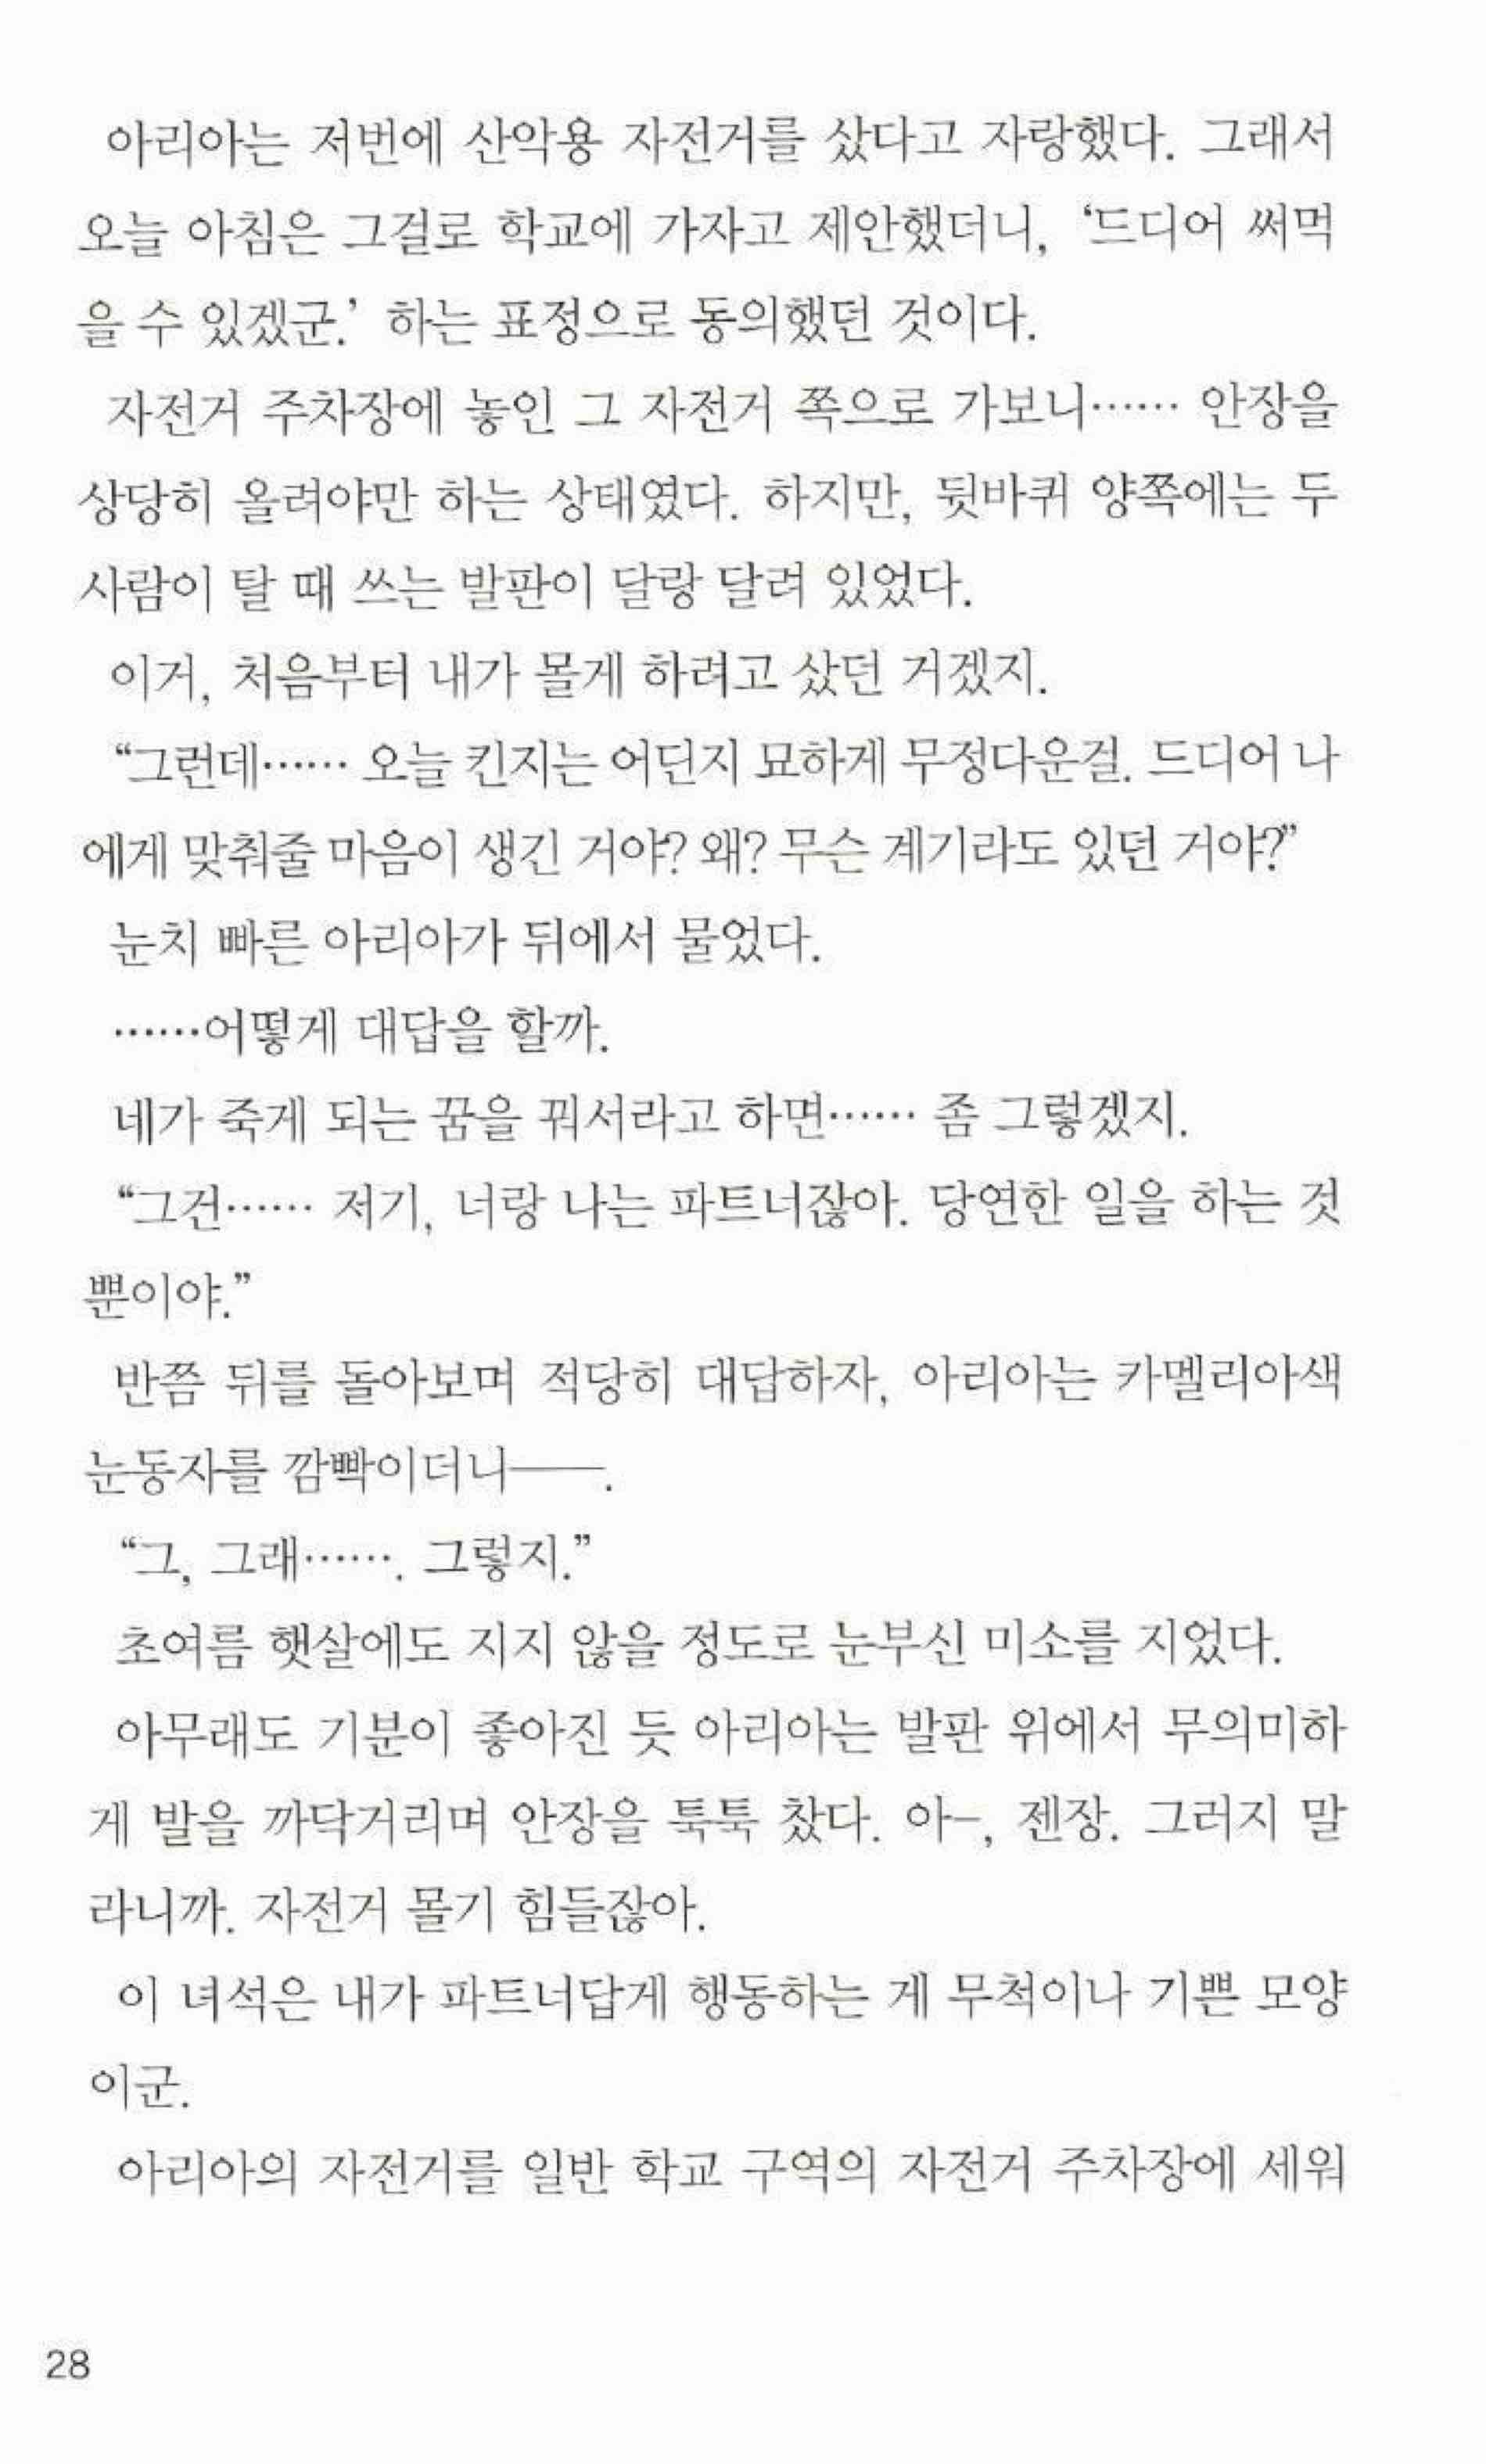 아리아는 저번에 산악용 자전거를 샀다고 자랑했다. 그래서
오늘 아침은 그걸로 학교에 가자고 제안했더니, ‘드디어 써먹
을 수 있겠군.’ 하는 표정으로 동의했던 것이다.
자전거 주차장에 놓인 그 자전거 쪽으로 가보니…… 안장을
상당히 올려야만 하는 상태였다. 하지만, 뒷바퀴 양쪽에는 두
사람이 탈 때 쓰는 발판이 달랑 달려 있었다.
이거, 처음부터 내가 몰게 하려고 샀던 거겠지.
“그런데…… 오늘 킨지는 어딘지 묘하게 무정다운걸. 드디어 나
에게 맞춰줄 마음이 생긴 거야? 왜? 무슨 계기라도 있던 거야?”
눈치 빠른 아리아가 뒤에서 물었다.
……어떻게 대답을 할까.
네가 죽게 되는 꿈을 꿔서라고 하면…… 좀 그렇겠지.
“그건…… 저기, 너랑 나는 파트너잖아. 당연한 일을 하는 것
뿐이야.”
반쯤 뒤를 돌아보며 적당히 대답하자, 아리아는 카멜리아색
눈동자를 깜빡이더니――.
“그, 그래……. 그렇지.”
초여름 햇살에도 지지 않을 정도로 눈부신 미소를 지었다.
아무래도 기분이 좋아진 듯 아리아는 발판 위에서 무의미하
게 발을 까닥거리며 안장을 툭툭 찼다. 아–, 젠장. 그러지 말
라니까. 자전거 몰기 힘들잖아.
이 녀석은 내가 파트너답게 행동하는 게 무척이나 기쁜 모양
이군.
아리아의 자전거를 일반 학교 구역의 자전거 주차장에 세워
28